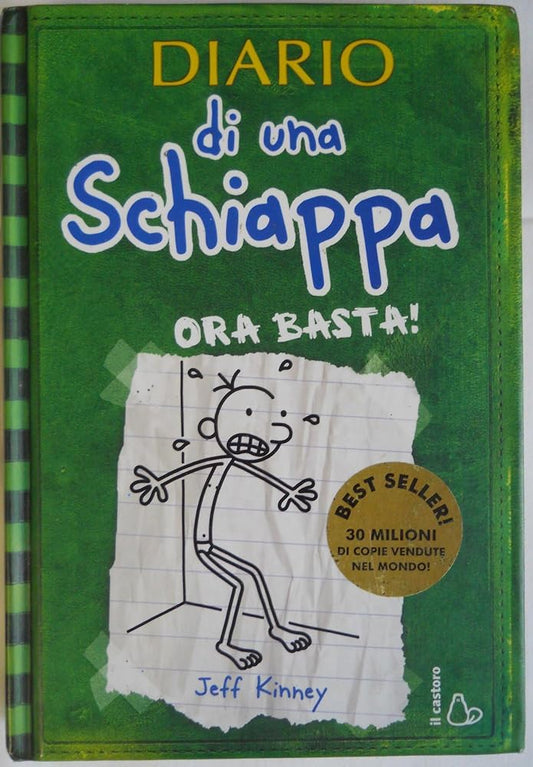 DIARIO
di una
Schiappa
ORA BASTA!
BEST SELLER!
30 MILIONI
DI COPIE VENDUTE
NEL MONDO!
Jeff Kinney
il castoro